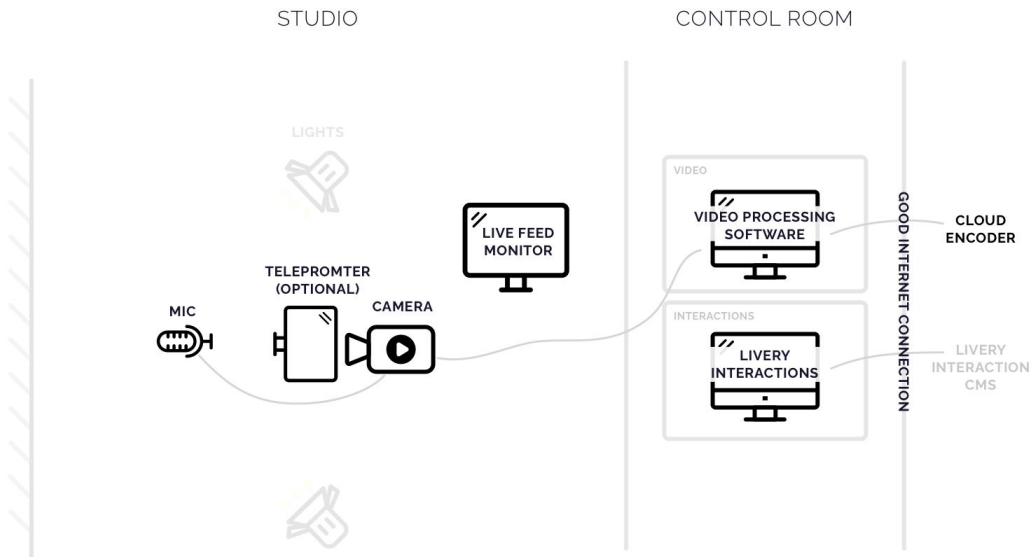 STUDIO
CONTROL ROOM
LIGHTS
VIDEO
VIDEO PROCESSING
SOFTWARE
LIVE FEED
MONITOR
GOOD INTERNET CONNECTION
CLOUD
ENCODER
TELEPROMTER
(OPTIONAL)
MIC
CAMERA
INTERACTIONS
LIVERY
INTERACTIONS
LIVERY
INTERACTION
CMS